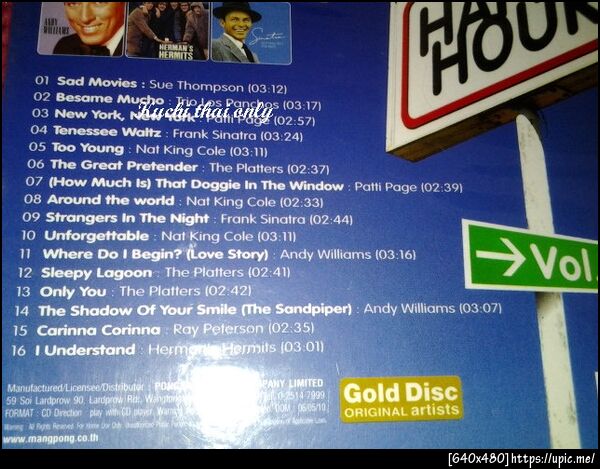 HAPPY
HOUR
ANDY
WILLIAMS
HERMAN'S
HERMITS
Sinatra
01 Sad Movies : Sue Thompson (03:12)
02 Besame Mucho : Trio Los Panchos (03:17)
Kuchi thai only
03 New York, New York : Patti Page (02:57)
04 Tenessee Waltz : Frank Sinatra (03:24)
05 Too Young : Nat King Cole (03:11)
06 The Great Pretender : The Platters (02:37)
07 (How Much Is) That Doggie In The Window : Patti Page (02:39)
08 Around the world : Nat King Cole (02:33)
09 Strangers In The Night : Frank Sinatra (02:44)
10 Unforgettable : Nat King Cole (03:11)
11 Where Do I Begin? (Love Story) : Andy Williams (03:16)
12 Sleepy Lagoon : The Platters (02:41)
13 Only You : The Platters (02:42)
14 The Shadow Of Your Smile (The Sandpiper) : Andy Williams (03:07)
15 Carinna Corinna : Ray Peterson (02:35)
16 I Understand : Herman's Hermits (03:01)
→ Vol.
Manufactured/Licensee/Distributor : COMPANY LIMITED
59 Soi Lardprow 90, Lardprow Rd., 0-2514-7999
FORMAT : CD Direction : play with CD player. 06/05/10
www.mangpong.co.th
Gold Disc
ORIGINAL artists
[640x480]https://upic.me/